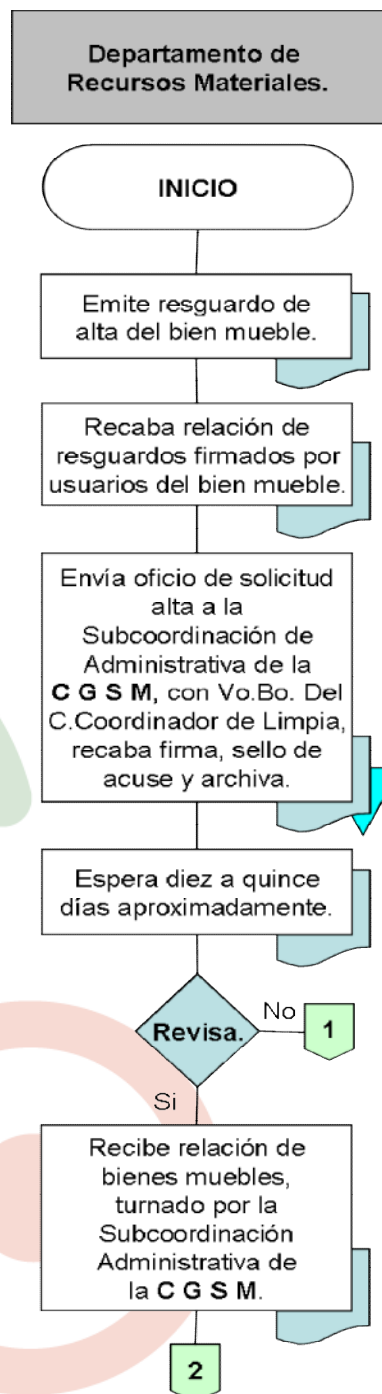 Departamento de
Recursos Materiales.
INICIO
Emite resguardo de
alta del bien mueble.
Recaba relación de
resguardos firmados por
usuarios del bien mueble.
Envía oficio de solicitud
alta a la
Subcoordinación de
Administrativa de la
C G S M, con Vo.Bo. Del
C.Coordinador de Limpia,
recaba firma, sello de
acuse y archiva.
Espera diez a quince
días aproximadamente.
Revisa.
No
1
Si
Recibe relación de
bienes muebles,
turnado por la
Subcoordinación
Administrativa de
la C G S M.
2